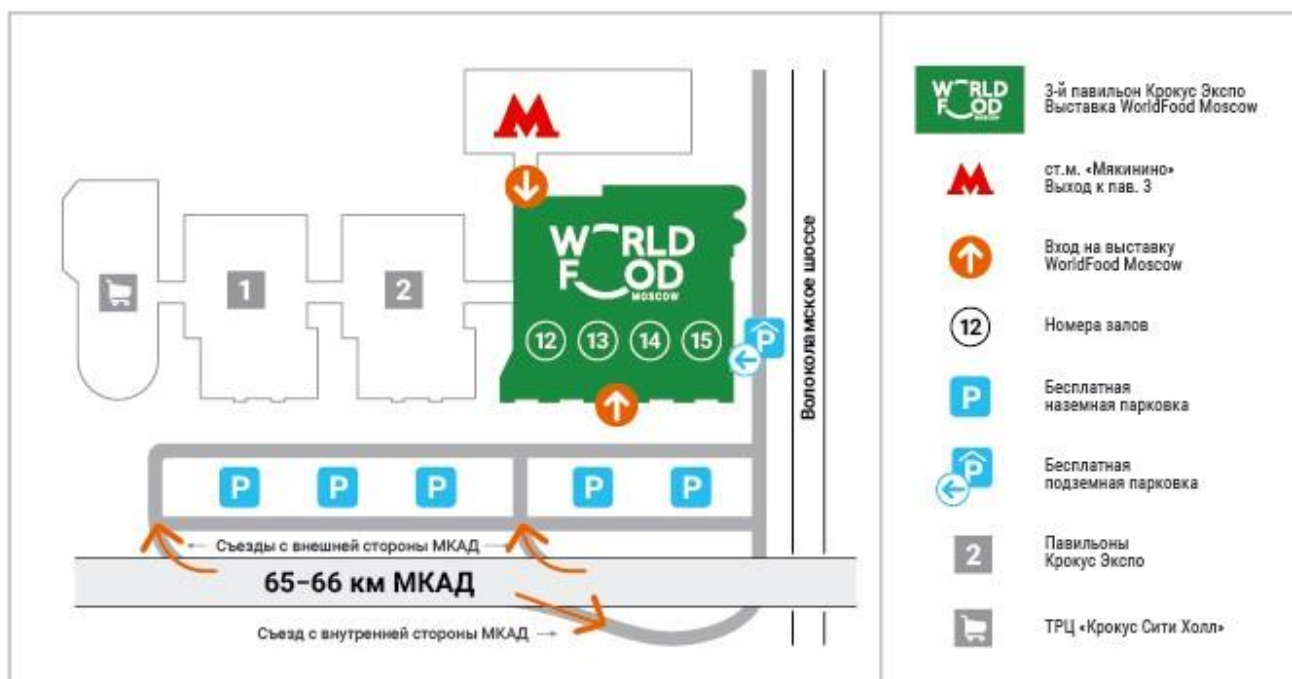 М
WORLD
FOOD
MOSCOW
1
2
12
13
14
15
P
Волоколамское шоссе
P
P
P
P
P
← Съезды с внешней стороны МКАД →
65-66 км МКАД
Съезд с внутренней стороны МКАД →
WORLD
FOOD
MOSCOW
3-й павильон Крокус Экспо
Выставка WorldFood Moscow
М
ст.м. «Мякинино»
Выход к пав. 3
Вход на выставку
WorldFood Moscow
12
Номера залов
P
Бесплатная
наземная парковка
P
Бесплатная
подземная парковка
2
Павильоны
Крокус Экспо
ТРЦ «Крокус Сити Холл»